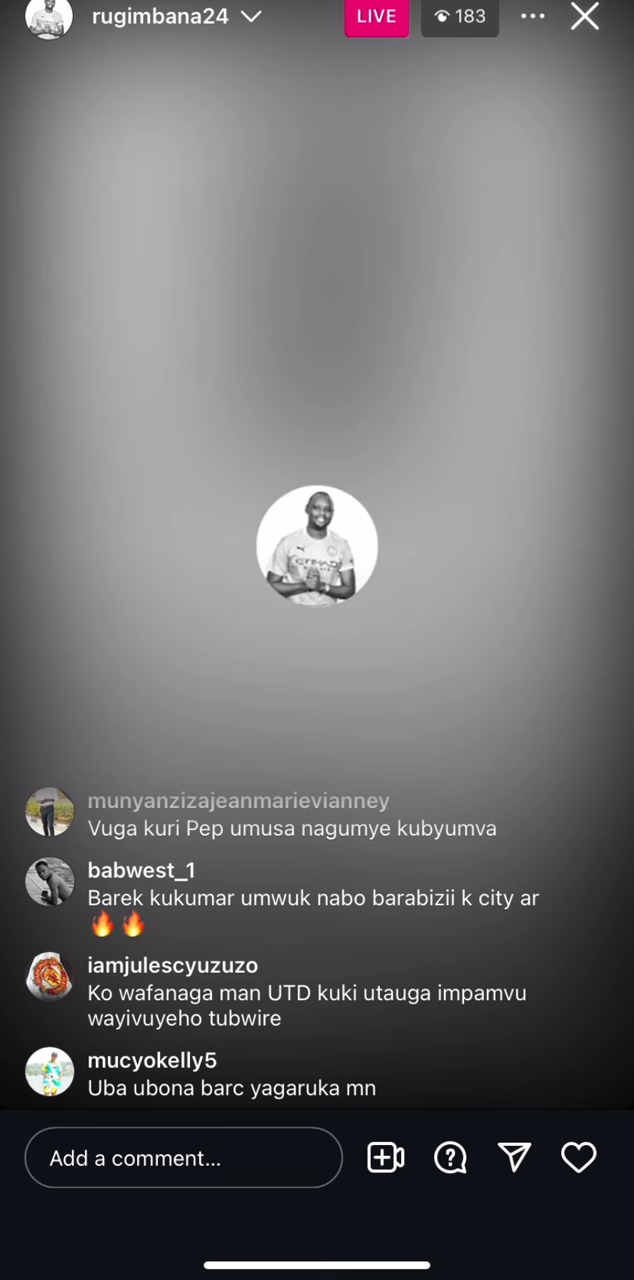 rugimbana24
LIVE
183
ETIHAD
munyanzizajeanmarievianney
Vuga kuri Pep umusa nagumye kubyumva
babwest_1
Barek kukumar umwuk nabo barabizii k city ar
🔥🔥
iamjulescyuzuzo
Ko wafanaga man UTD kuki utauga impamvu
wayivuyeho tubwire
mucyokelly5
Uba ubona barc yagaruka mn
Add a comment...